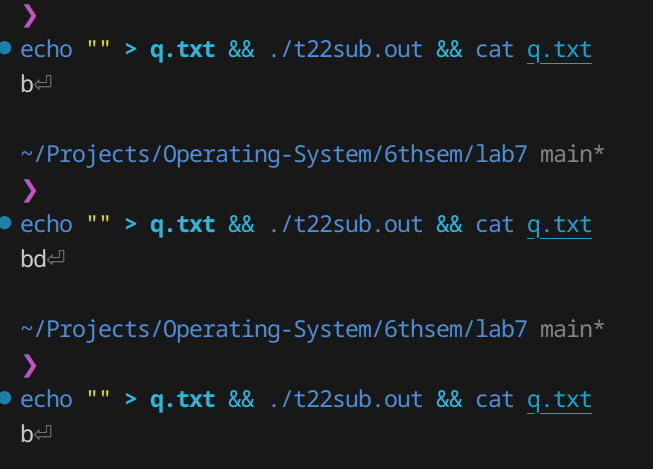 ❯
echo "" > q.txt && ./t22sub.out && cat q.txt
b⏎
~/Projects/Operating-System/6thsem/lab7 main*
❯
echo "" > q.txt && ./t22sub.out && cat q.txt
bd⏎
~/Projects/Operating-System/6thsem/lab7 main*
❯
echo "" > q.txt && ./t22sub.out && cat q.txt
b⏎